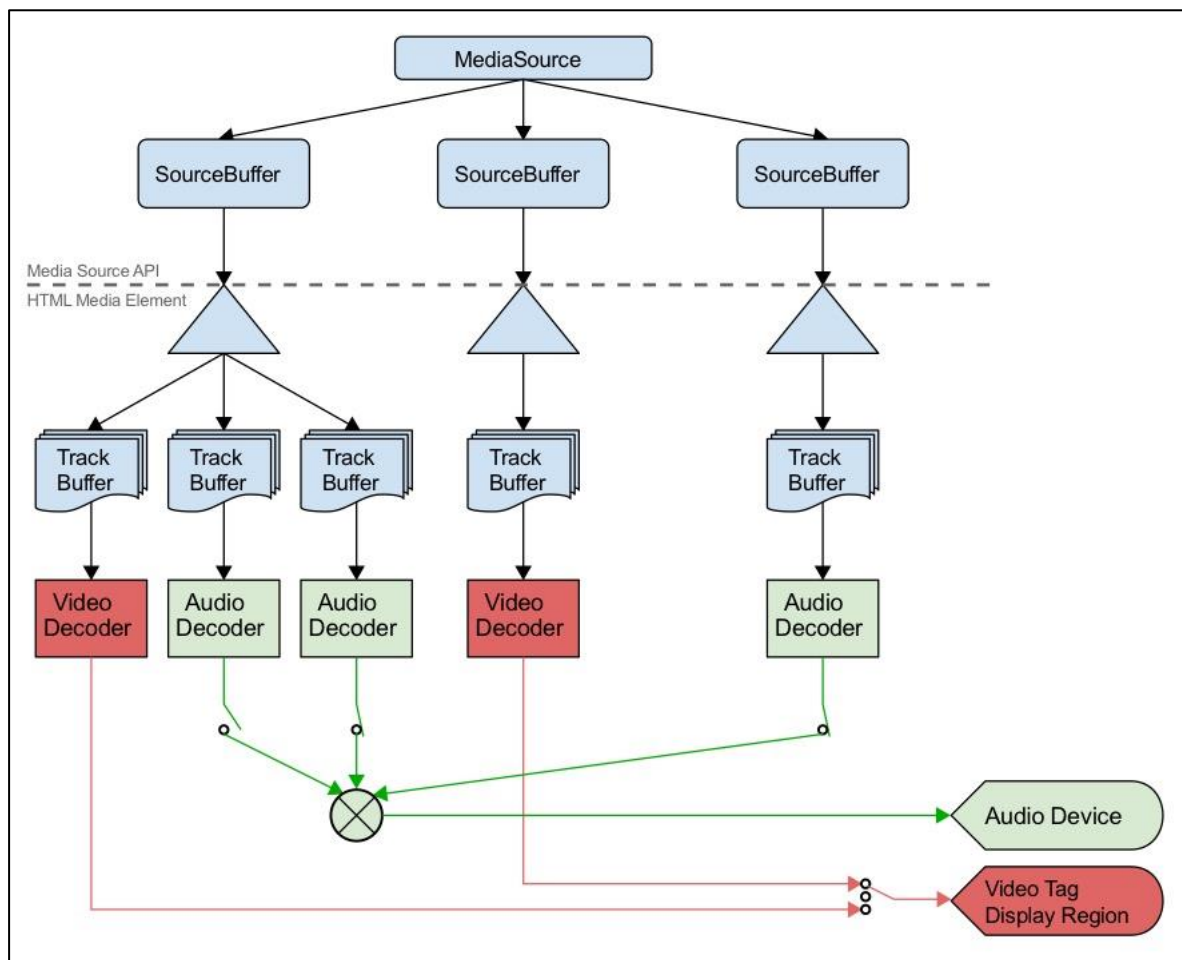 MediaSource
SourceBuffer
SourceBuffer
SourceBuffer
Media Source API
HTML Media Element
Track
Buffer
Track
Buffer
Track
Buffer
Track
Buffer
Track
Buffer
Video
Decoder
Audio
Decoder
Audio
Decoder
Video
Decoder
Audio
Decoder
Audio Device
Video Tag
Display Region